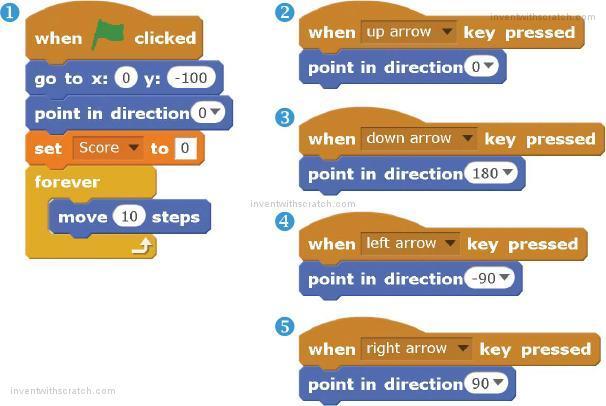 1
when clicked
go to x: 0 y: -100
point in direction 0
set Score to 0
forever
move 10 steps
inventwithscratch.com
2
inventwithscratch.com
when up arrow key pressed
point in direction 0
3
when down arrow key pressed
point in direction 180
inventwithscratch.com
4
when left arrow key pressed
point in direction -90
5
when right arrow key pressed
point in direction 90